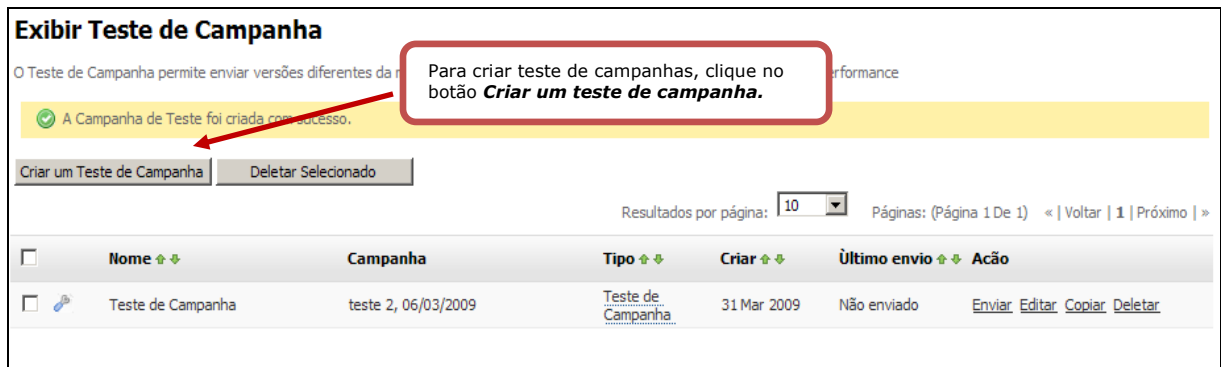 Exibir Teste de Campanha
O Teste de Campanha permite enviar versões diferentes da
rformance
Para criar teste de campanhas, clique no
botão Criar um teste de campanha.
A Campanha de Teste foi criada com sucesso.
Criar um Teste de Campanha Deletar Selecionado
Resultados por página: 10 Páginas: (Página 1 De 1) « | Voltar | 1 | Próximo | »
Nome Campanha Tipo Criar Ùltimo envio Acão
Teste de Campanha teste 2, 06/03/2009 Teste de Campanha 31 Mar 2009 Não enviado Enviar Editar Copiar Deletar